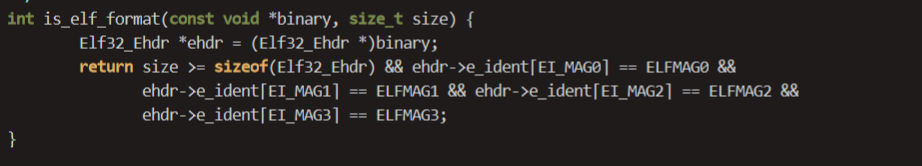 int is_elf_format(const void *binary, size_t size) {
        Elf32_Ehdr *ehdr = (Elf32_Ehdr *)binary;
        return size >= sizeof(Elf32_Ehdr) && ehdr->e_ident[EI_MAG0] == ELFMAG0 &&
                ehdr->e_ident[EI_MAG1] == ELFMAG1 && ehdr->e_ident[EI_MAG2] == ELFMAG2 &&
                ehdr->e_ident[EI_MAG3] == ELFMAG3;
}